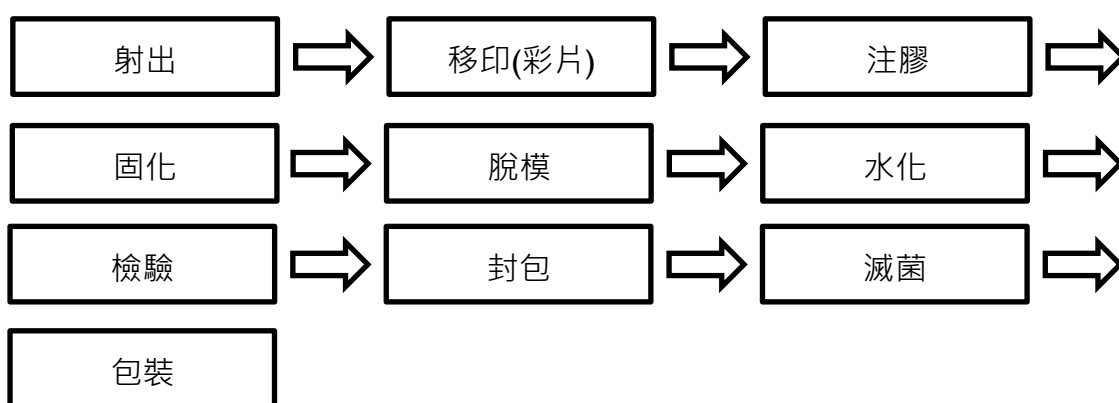 射出
移印(彩片)
注膠
固化
脫模
水化
檢驗
封包
滅菌
包裝